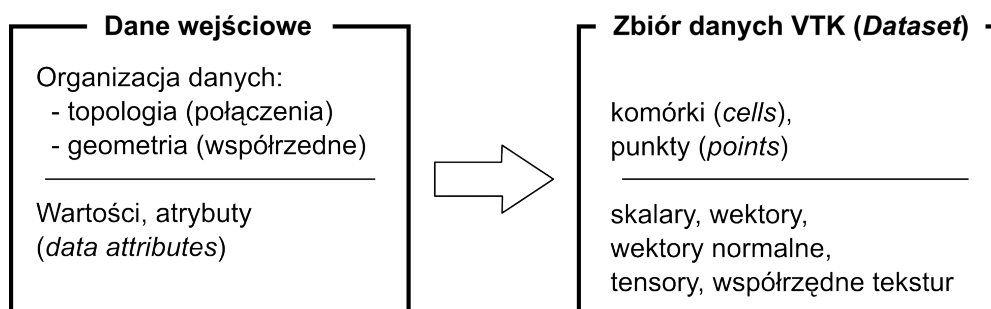 Dane wejściowe
Organizacja danych:
- topologia (połączenia)
- geometria (współrzedne)
Wartości, atrybuty
(data attributes)
Zbiór danych VTK (Dataset)
komórki (cells),
punkty (points)
skalary, wektory,
wektory normalne,
tensory, współrzędne tekstur